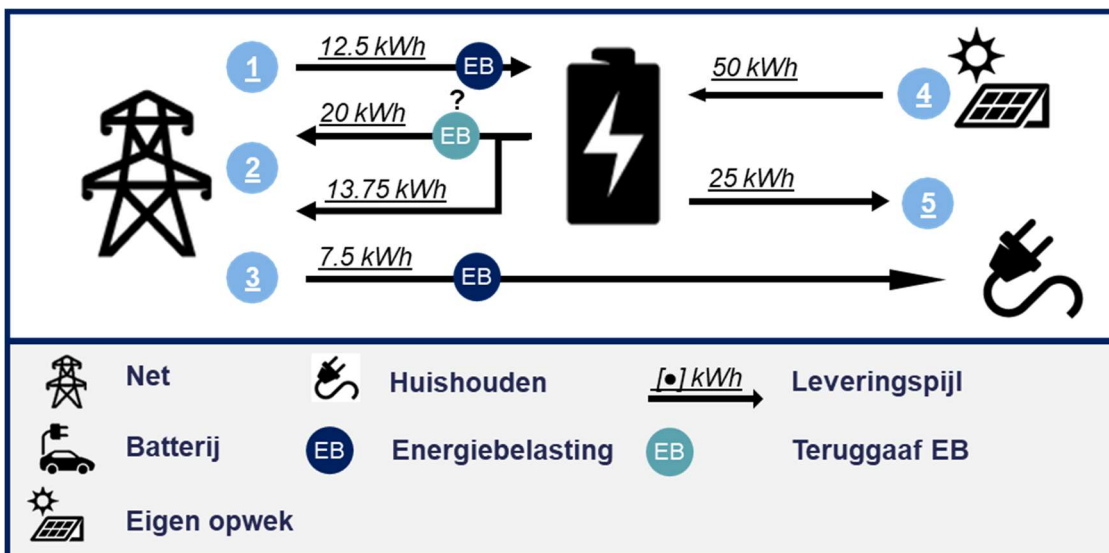 1
12.5 kWh
EB
50 kWh
4
?
20 kWh
EB
2
13.75 kWh
25 kWh
5
3
7.5 kWh
EB
Net
Huishouden
[●] kWh
Leveringspijl
Batterij
EB
Energiebelasting
EB
Teruggaaf EB
Eigen opwek